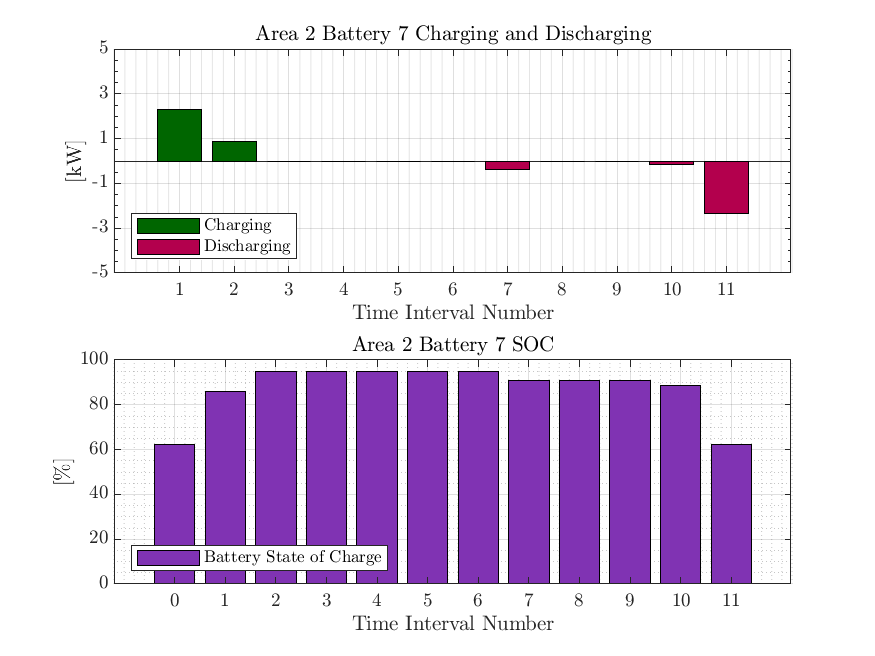 Area 2 Battery 7 Charging and Discharging
5
3
1
-1
-3
-5
[kW]
Charging
Discharging
1 2 3 4 5 6 7 8 9 10 11
Time Interval Number
Area 2 Battery 7 SOC
100
80
60
40
20
0
[%]
Battery State of Charge
0 1 2 3 4 5 6 7 8 9 10 11
Time Interval Number